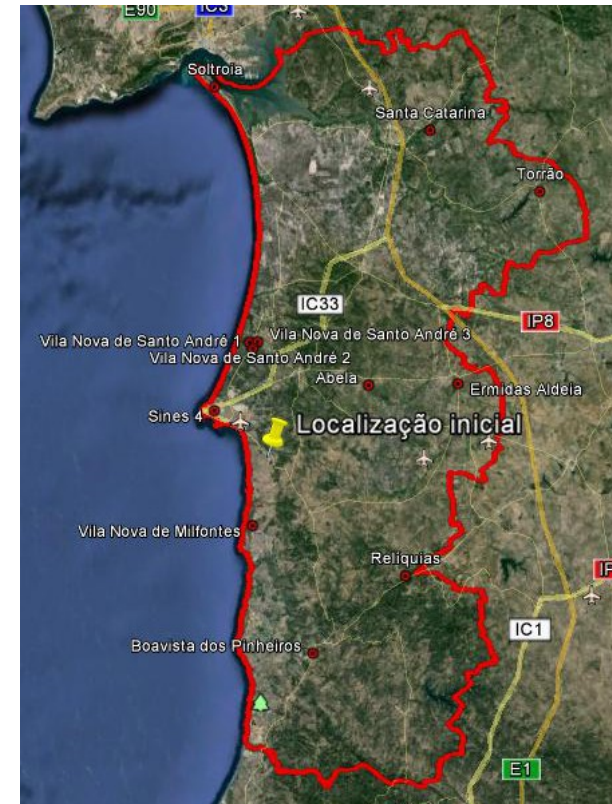 E90
IC3
Soltroia
Santa Catarina
Torrão
IC33
IP8
Vila Nova de Santo André 1
Vila Nova de Santo André 3
Vila Nova de Santo André 2
Abela
Ermidas Aldeia
Sines 4
Localização inicial
Vila Nova de Milfontes
Relíquias
IP
IC1
Boavista dos Pinheiros
E1